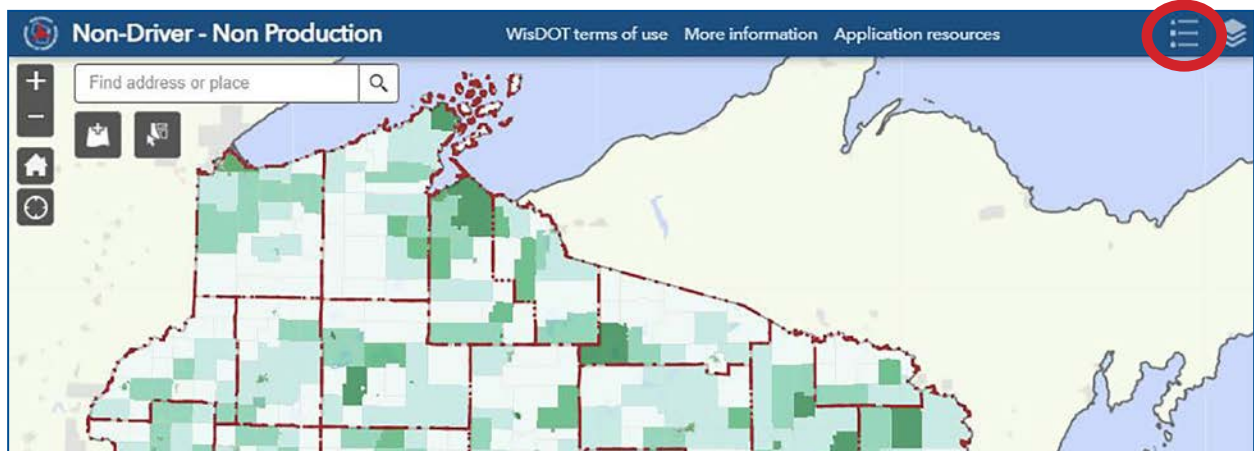 Non-Driver - Non Production WisDOT terms of use More information Application resources
+ Find address or place
−